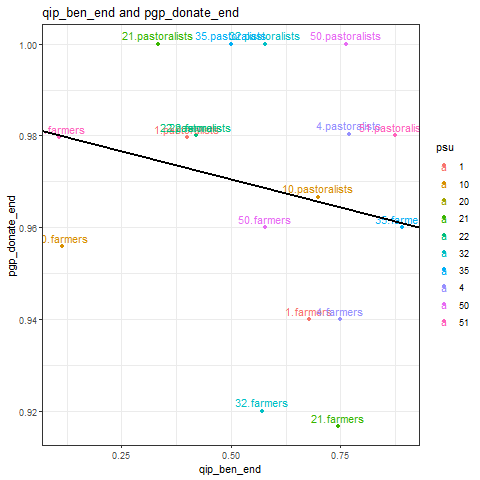 qip_ben_end and pgp_donate_end
21.pastoralists
50.pastoralists
1.00
4.pastoralists
0.98
10.pastoralists
50.farmers
0.96
1.farmers
4.farmers
0.94
32.farmers
21.farmers
0.92
0.25
0.50
0.75
qip_ben_end
pgp_donate_end
psu
1
10
20
21
22
32
35
4
50
51